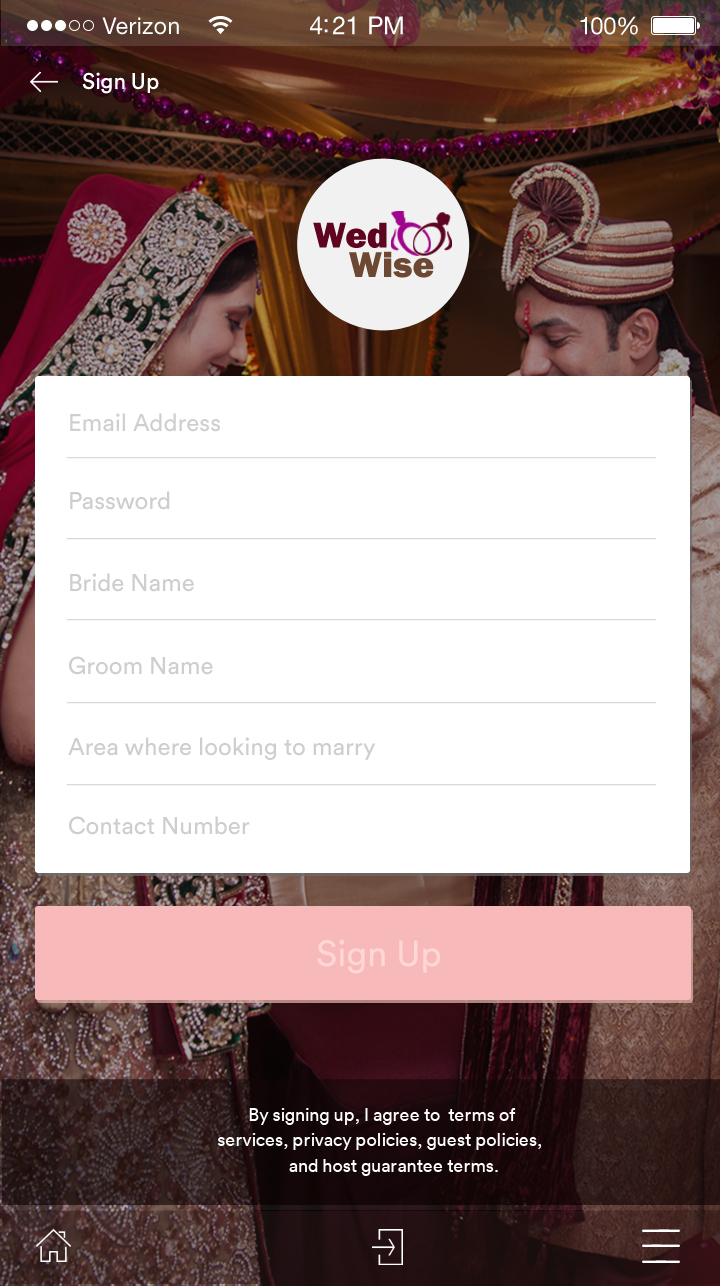 Verizon 4:21 PM 100%
Sign Up
Wed
Wise
Email Address
Password
Bride Name
Groom Name
Area where looking to marry
Contact Number
Sign Up
By signing up, I agree to terms of
services, privacy policies, guest policies,
and host guarantee terms.